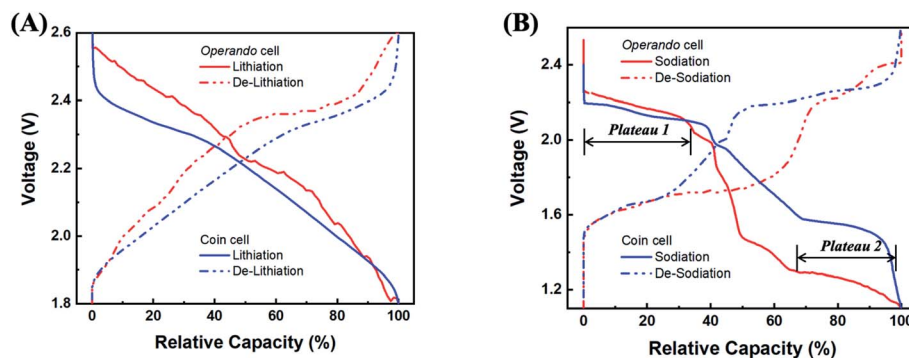 (A)
2.6
2.4
2.2
2.0
1.8
Voltage (V)
Operando cell
Lithiation
De-Lithiation
Coin cell
Lithiation
De-Lithiation
0 20 40 60 80 100
Relative Capacity (%)
(B)
2.4
2.0
1.6
1.2
Voltage (V)
Operando cell
Sodiation
De-Sodiation
Plateau 1
Plateau 2
Coin cell
Sodiation
De-Sodiation
0 20 40 60 80 100
Relative Capacity (%)